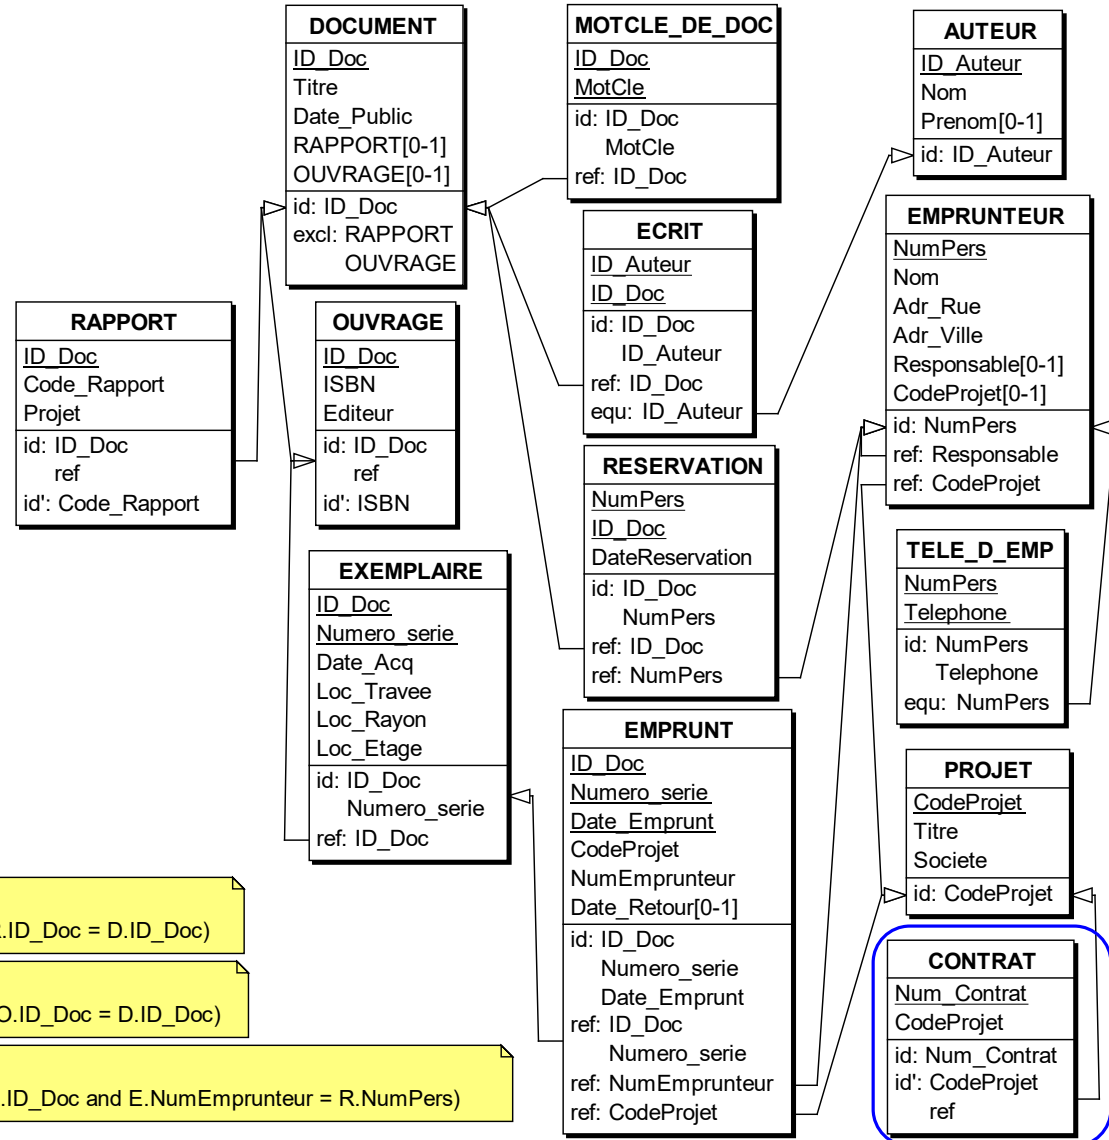 DOCUMENT
ID_Doc
Titre
Date_Public
RAPPORT[0-1]
OUVRAGE[0-1]
id: ID_Doc
excl: RAPPORT
OUVRAGE
MOTCLE_DE_DOC
ID_Doc
MotCle
id: ID_Doc
MotCle
ref: ID_Doc
AUTEUR
ID_Auteur
Nom
Prenom[0-1]
id: ID_Auteur
ECRIT
ID_Auteur
ID_Doc
id: ID_Doc
ID_Auteur
ref: ID_Doc
equ: ID_Auteur
EMPRUNTEUR
NumPers
Nom
Adr_Rue
Adr_Ville
Responsable[0-1]
CodeProjet[0-1]
id: NumPers
ref: Responsable
ref: CodeProjet
RAPPORT
ID_Doc
Code_Rapport
Projet
id: ID_Doc
ref
id': Code_Rapport
OUVRAGE
ID_Doc
ISBN
Editeur
id: ID_Doc
ref
id': ISBN
RESERVATION
NumPers
ID_Doc
DateReservation
id: ID_Doc
NumPers
ref: ID_Doc
ref: NumPers
TELE_D_EMP
NumPers
Telephone
id: NumPers
Telephone
equ: NumPers
EXEMPLAIRE
ID_Doc
Numero_serie
Date_Acq
Loc_Travee
Loc_Rayon
Loc_Etage
id: ID_Doc
Numero_serie
ref: ID_Doc
EMPRUNT
ID_Doc
Numero_serie
Date_Emprunt
CodeProjet
NumEmprunteur
Date_Retour[0-1]
id: ID_Doc
Numero_serie
Date_Emprunt
ref: ID_Doc
Numero_serie
ref: NumEmprunteur
ref: CodeProjet
PROJET
CodeProjet
Titre
Societe
id: CodeProjet
CONTRAT
Num_Contrat
CodeProjet
id: Num_Contrat
id': CodeProjet
ref
.ID_Doc = D.ID_Doc)
O.ID_Doc = D.ID_Doc)
.ID_Doc and E.NumEmprunteur = R.NumPers)